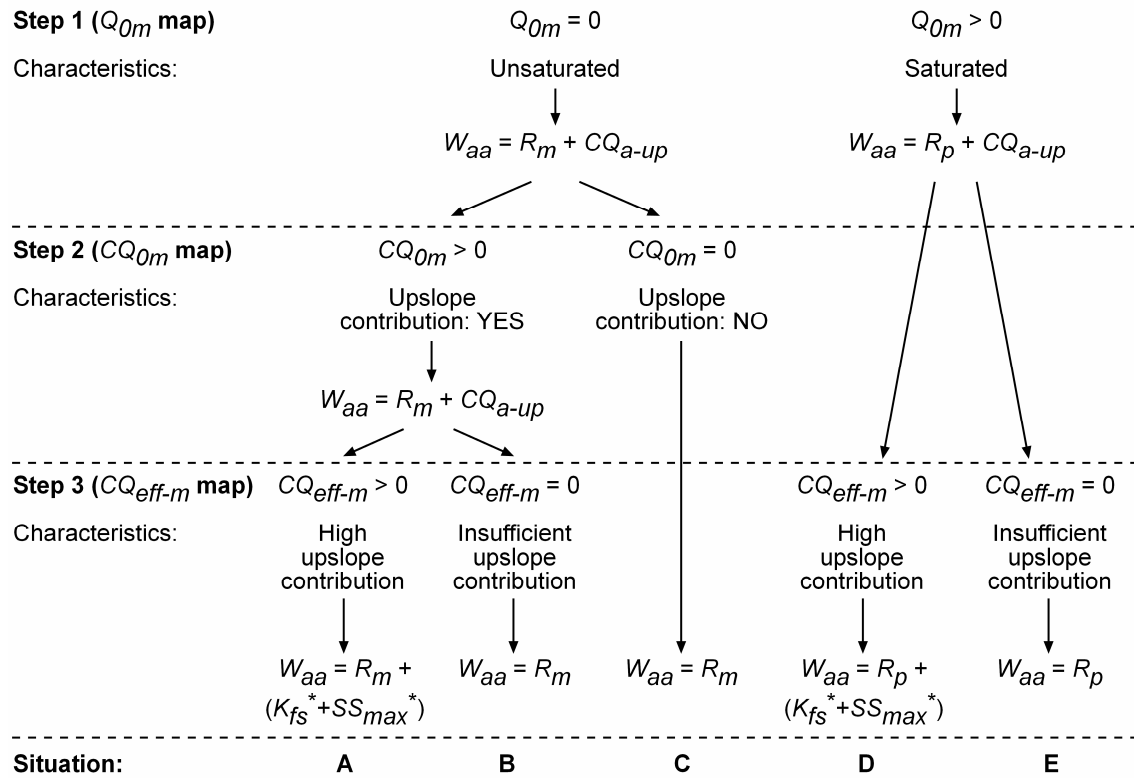 Step 1 (Q0m map) Q0m = 0 Q0m > 0
Characteristics: Unsaturated Saturated
Waa = Rm + CQa-up Waa = Rp + CQa-up
Step 2 (CQ0m map) CQ0m > 0 CQ0m = 0
Characteristics: Upslope Upslope
contribution: YES contribution: NO
Waa = Rm + CQa-up
Step 3 (CQeff-m map) CQeff-m > 0 CQeff-m = 0 CQeff-m > 0 CQeff-m = 0
Characteristics: High Insufficient High Insufficient
upslope upslope upslope upslope
contribution contribution contribution contribution
Waa = Rm + Waa = Rm Waa = Rm Waa = Rp + Waa = Rp
(Kfs*+SSmax*) (Kfs*+SSmax*)
Situation: A B C D E